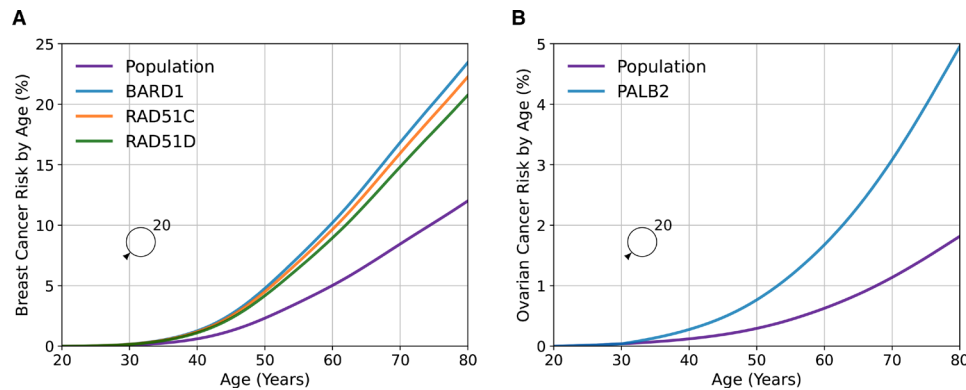 A
Breast Cancer Risk by Age (%)
25
20
15
10
5
0
Population
BARD1
RAD51C
RAD51D
20
20 30 40 50 60 70 80
Age (Years)
B
Ovarian Cancer Risk by Age (%)
5
4
3
2
1
0
Population
PALB2
20
20 30 40 50 60 70 80
Age (Years)